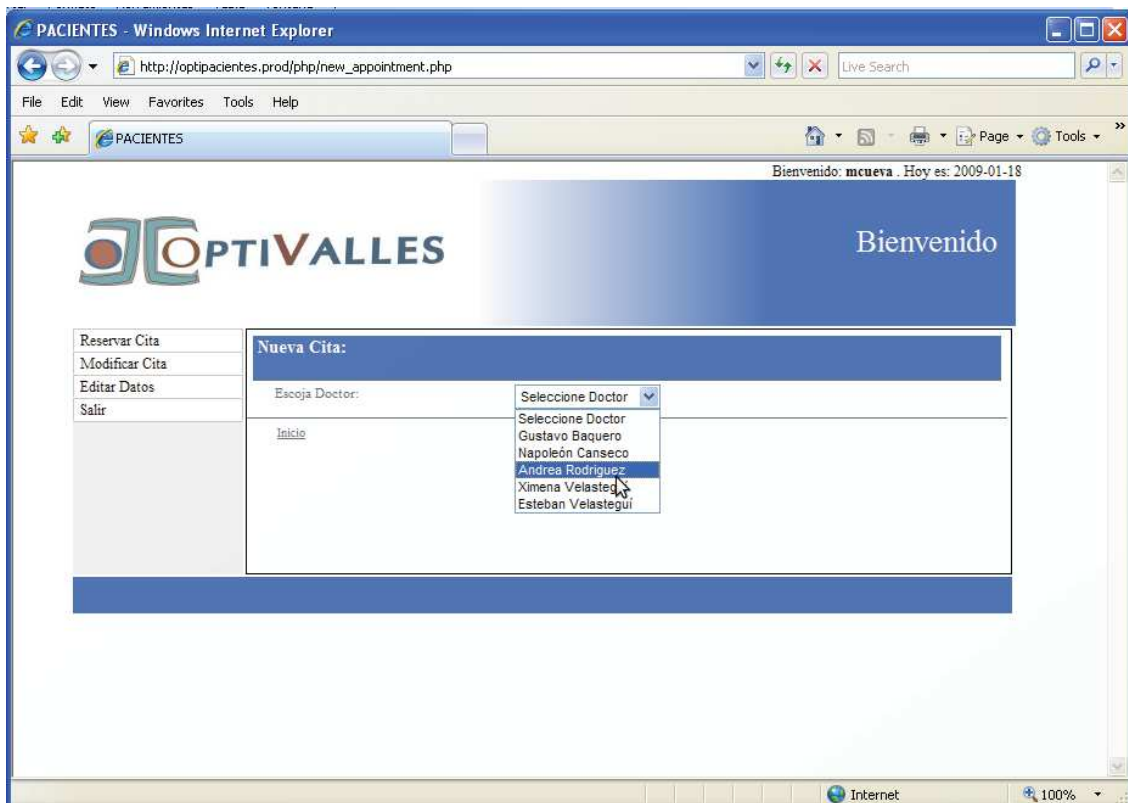 PACIENTES - Windows Internet Explorer
http://optipacientes.prod/php/new_appointment.php
Live Search
File Edit View Favorites Tools Help
PACIENTES
Page Tools »
Bienvenido: mcueva . Hoy es: 2009-01-18
OPTIVALLES
Bienvenido
Reservar Cita
Modificar Cita
Editar Datos
Salir
Nueva Cita:
Escoja Doctor:
Seleccione Doctor
Seleccione Doctor
Gustavo Baquero
Napoleón Canseco
Andrea Rodriguez
Ximena
Esteban Velasteguí
Inicio
Internet
100%